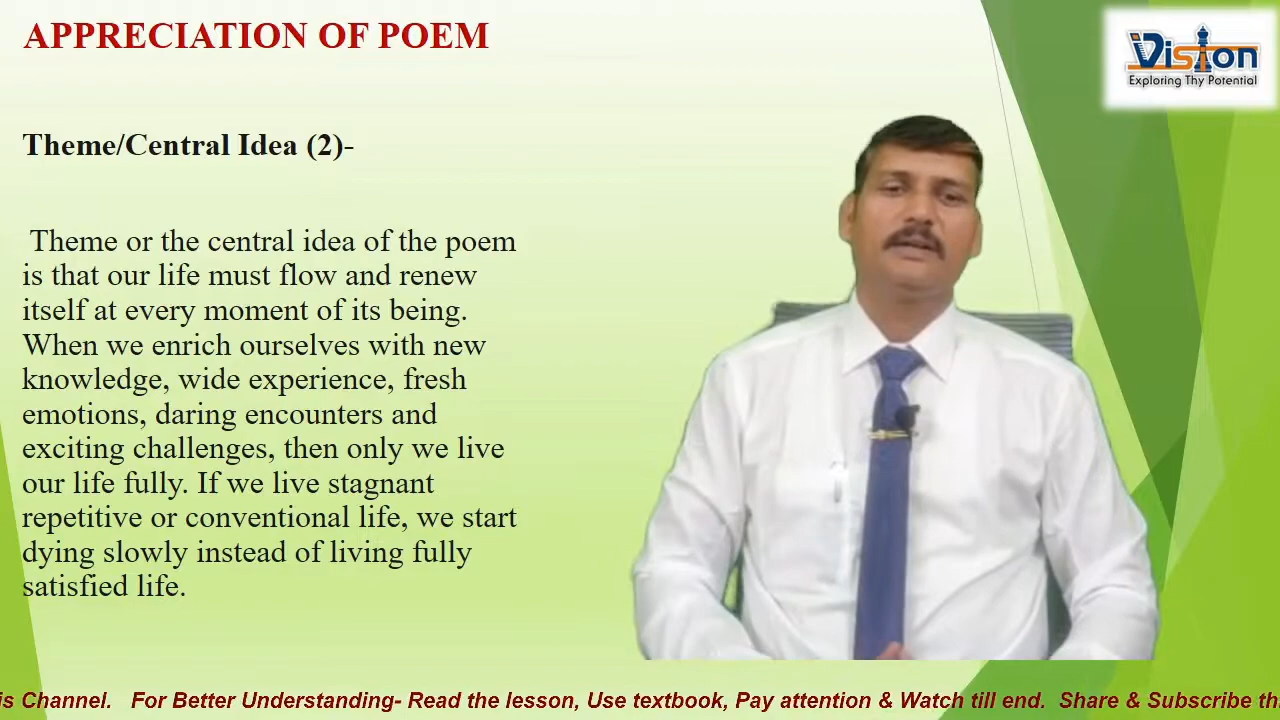 APPRECIATION OF POEM
Vision
Exploring Thy Potential
Theme/Central Idea (2)-
Theme or the central idea of the poem
is that our life must flow and renew
itself at every moment of its being.
When we enrich ourselves with new
knowledge, wide experience, fresh
emotions, daring encounters and
exciting challenges, then only we live
our life fully. If we live stagnant
repetitive or conventional life, we start
dying slowly instead of living fully
satisfied life.
is Channel. For Better Understanding- Read the lesson, Use textbook, Pay attention & Watch till end. Share & Subscribe th